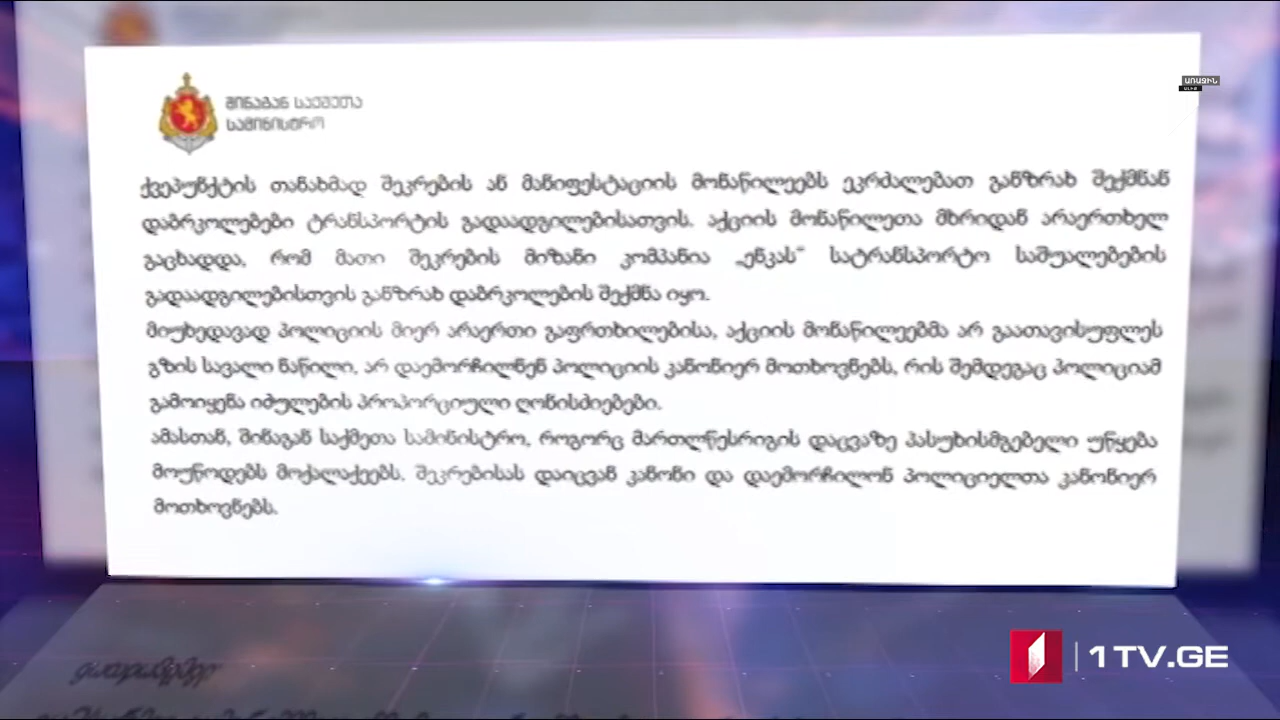 ᲨᲘᲜᲐᲒᲐᲜ ᲡᲐᲥᲛᲔᲗᲐ
ᲡᲐᲛᲘᲜᲘᲡᲢᲠᲝ
ԱՌԱՋԻՆ
ԱԼԻՔ
ქვეპუნქტის თანახმად შეკრების ან მანიფესტაციის მონაწილეებს ეკრძალებათ განზრახ შექმნან
დაბრკოლებები ტრანსპორტის გადაადგილებისათვის. აქციის მონაწილეთა მხრიდან არაერთხელ
გაცხადდა, რომ მათი შეკრების მიზანი კომპანია „ენკას“ სატრანსპორტო საშუალებების
გადაადგილებისთვის განზრახ დაბრკოლების შექმნა იყო.
მიუხედავად პოლიციის მიერ არაერთი გაფრთხილებისა, აქციის მონაწილეებმა არ გაათავისუფლეს
გზის სავალი ნაწილი, არ დაემორჩილნენ პოლიციის კანონიერ მოთხოვნებს, რის შემდეგაც პოლიციამ
გამოიყენა იძულების პროპორციული ღონისძიებები.
ამასთან, შინაგან საქმეთა სამინისტრო, როგორც მართლწესრიგის დაცვაზე პასუხისმგებელი უწყება
მოუწოდებს მოქალაქეებს, შეკრებისას დაიცვან კანონი და დაემორჩილონ პოლიციელთა კანონიერ
მოთხოვნებს.
1TV.GE